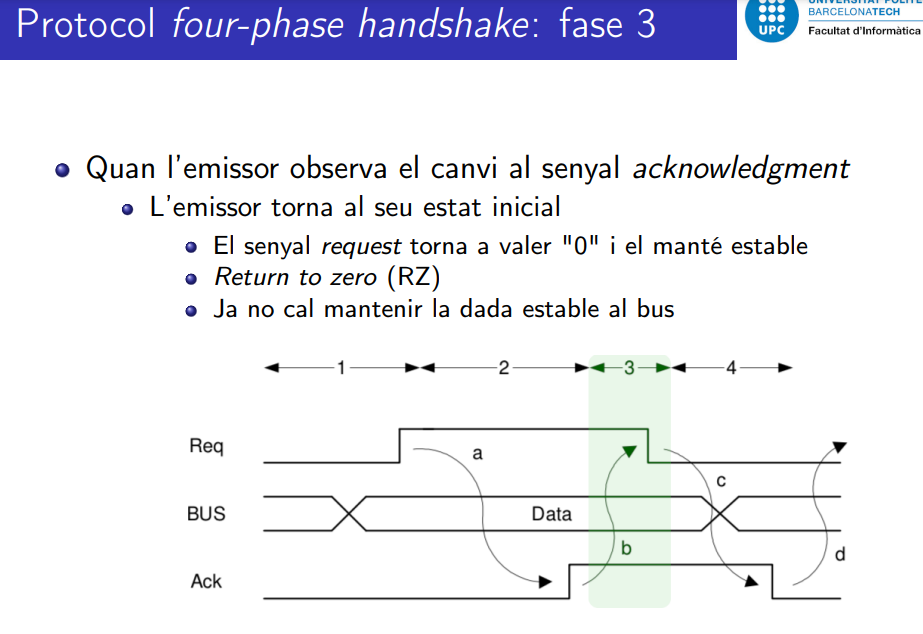 Protocol four-phase handshake: fase 3
UNIVERSITAT POLITÈ
BARCELONATECH
Facultat d'Informàtica
UPC
Quan l'emissor observa el canvi al senyal acknowledgment
L'emissor torna al seu estat inicial
El senyal request torna a valer "0" i el manté estable
Return to zero (RZ)
Ja no cal mantenir la dada estable al bus
1 2 3 4
Req
a
c
BUS
Data
b
d
Ack